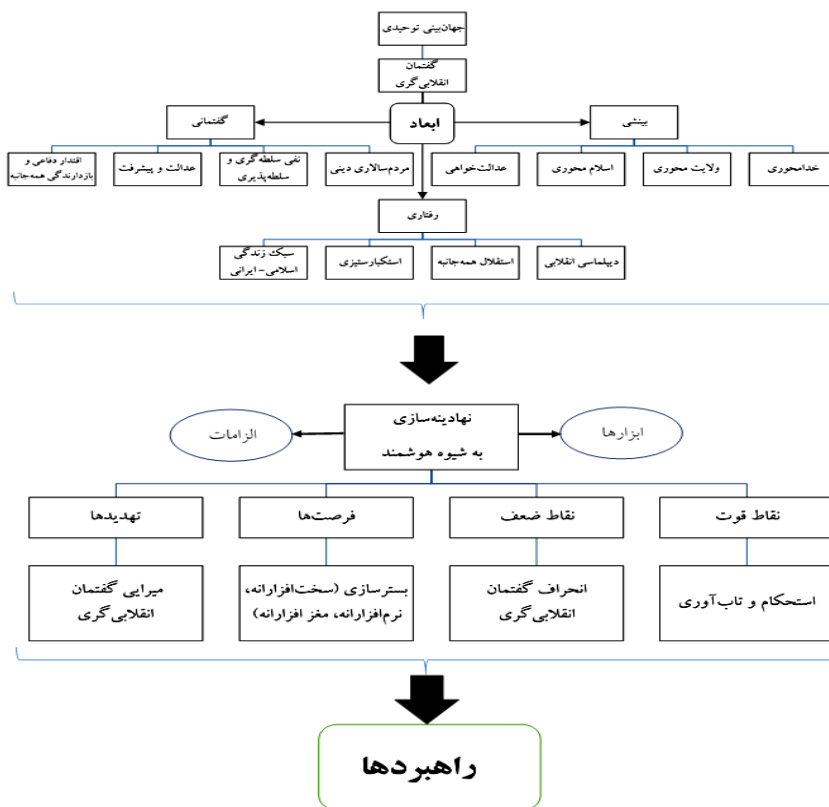 جهان‌بینی توحیدی
گفتمان
انقلابی‌گری
ابعاد
بینشی
گفتمانی
خدامحوری
ولایت محوری
اسلام محوری
عدالت‌خواهی
مردم‌سالاری دینی
نفی سلطه‌گری و
سلطه‌پذیری
عدالت و پیشرفت
اقتدار دفاعی و
بازدارندگی همه‌جانبه
رفتاری
دیپلماسی انقلابی
استقلال همه‌جانبه
استکبارستیزی
سبک زندگی
اسلامی- ایرانی
نهادینه‌سازی
به شیوه هوشمند
ابزارها
الزامات
نقاط قوت
نقاط ضعف
فرصت‌ها
تهدیدها
استحکام و تاب‌آوری
انحراف گفتمان
انقلابی‌گری
بسترسازی (سخت‌افزارانه،
نرم‌افزارانه، مغز افزارانه)
میرایی گفتمان
انقلابی‌گری
راهبردها